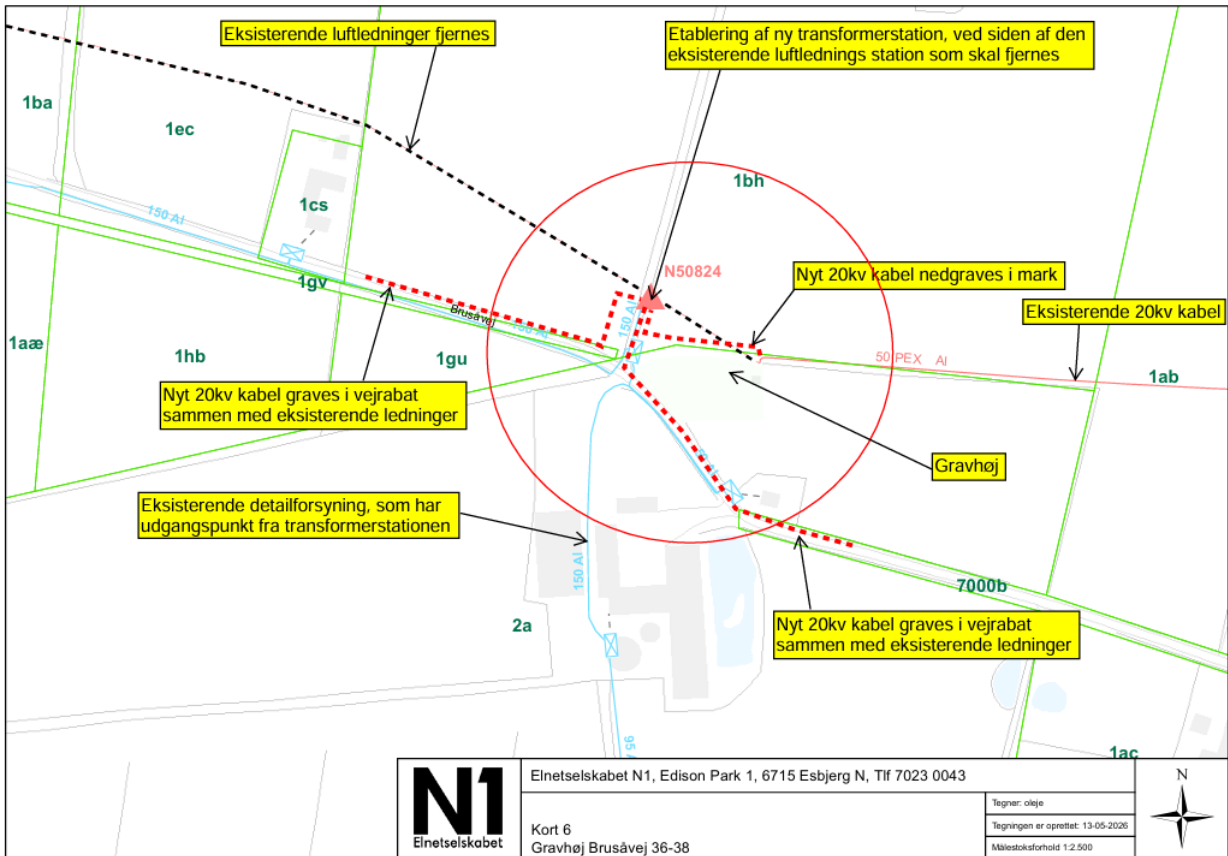 Eksisterende luftledninger fjernes
Etablering af ny transformerstation, ved siden af den
eksisterende luftlednings station som skal fjernes
1ba
1ec
1bh
1cs
150 Al
N50824
Nyt 20kv kabel nedgraves i mark
1gv
Brusåvej
150 Al
150 Al
Eksisterende 20kv kabel
1aæ
1hb
1gu
50 PEX Al
1ab
Nyt 20kv kabel graves i vejrabat
sammen med eksisterende ledninger
Gravhøj
Eksisterende detailforsyning, som har
udgangspunkt fra transformerstationen
150 Al
7000b
2a
Nyt 20kv kabel graves i vejrabat
sammen med eksisterende ledninger
95 A
1ac
N1
Elnetselskabet
Elnetselskabet N1, Edison Park 1, 6715 Esbjerg N, Tlf 7023 0043
Kort 6
Gravhøj Brusåvej 36-38
Tegner: oleje
Tegningen er oprettet: 13-05-2026
Målestoksforhold 1:2.500
N